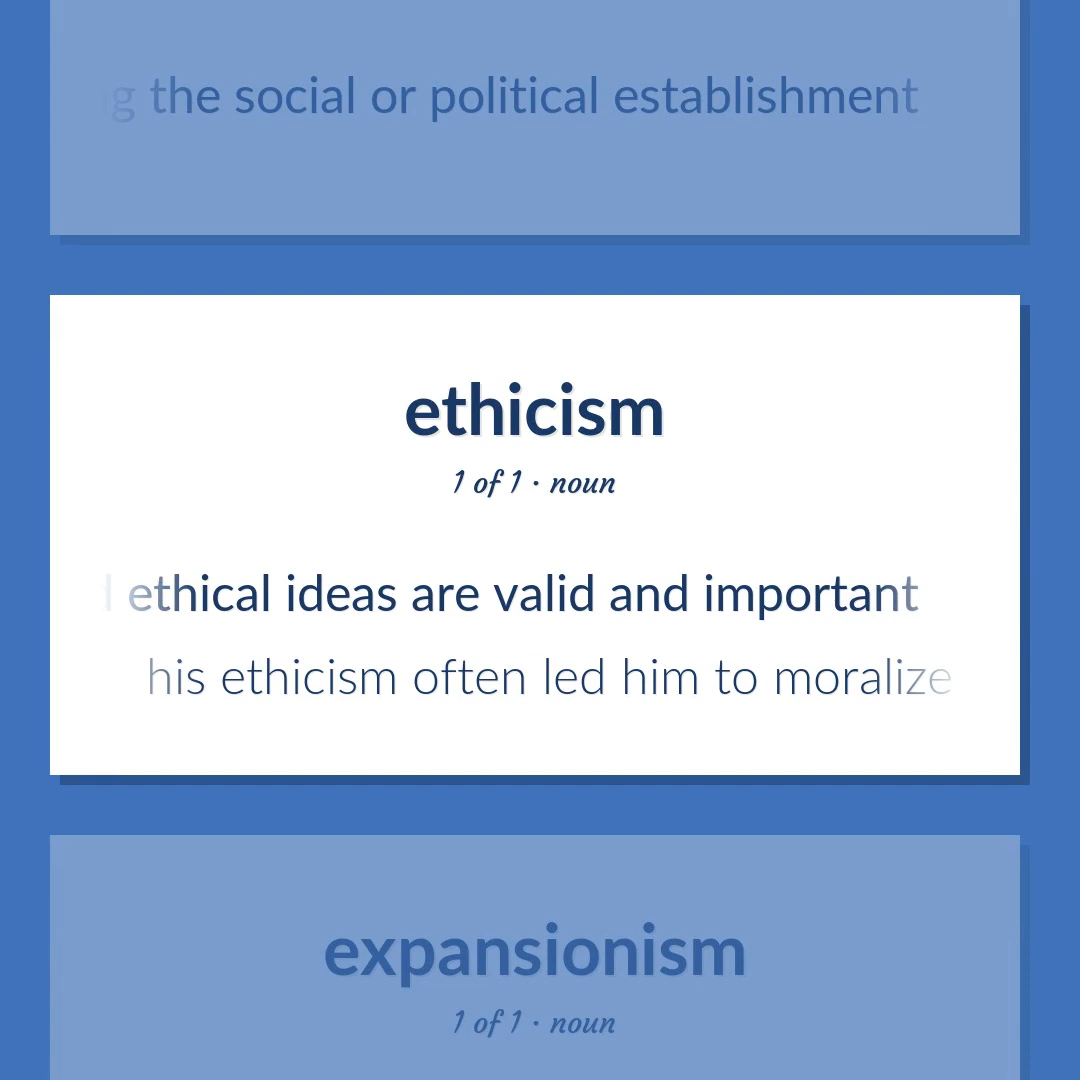 the social or political establishment
ethicism
1 of 1 · noun
ethical ideas are valid and important
his ethicism often led him to moralize
expansionism
1 of 1 · noun